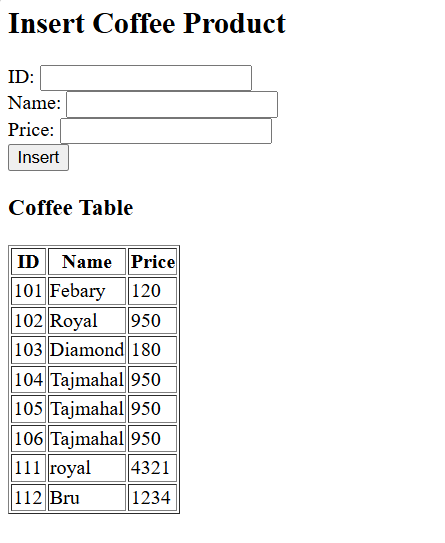 Insert Coffee Product
ID:
Name:
Price:
Insert
Coffee Table
ID Name Price
101 Febary 120
102 Royal 950
103 Diamond 180
104 Tajmahal 950
105 Tajmahal 950
106 Tajmahal 950
111 royal 4321
112 Bru 1234